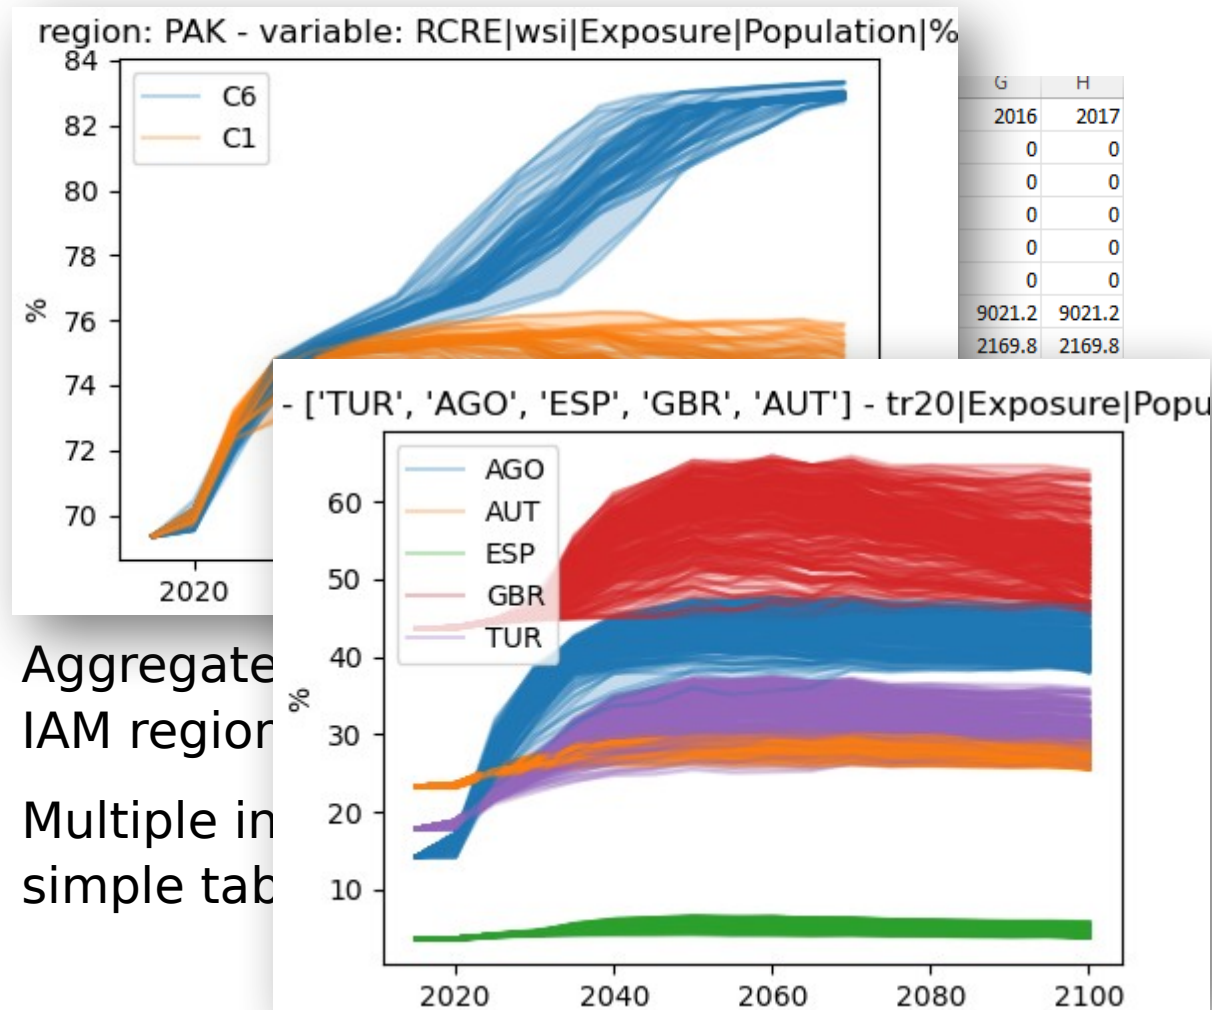 region: PAK - variable: RCRE|wsi|Exposure|Population|%
84
82
80
78
76
74
72
70
%
C6
C1
2020
G H
2016 2017
0 0
0 0
0 0
0 0
0 0
9021.2 9021.2
2169.8 2169.8
- ['TUR', 'AGO', 'ESP', 'GBR', 'AUT'] - tr20|Exposure|Popu
AGO
AUT
ESP
GBR
TUR
60
50
40
30
20
10
%
2020 2040 2060 2080 2100
Aggregate
IAM region
Multiple in
simple tab